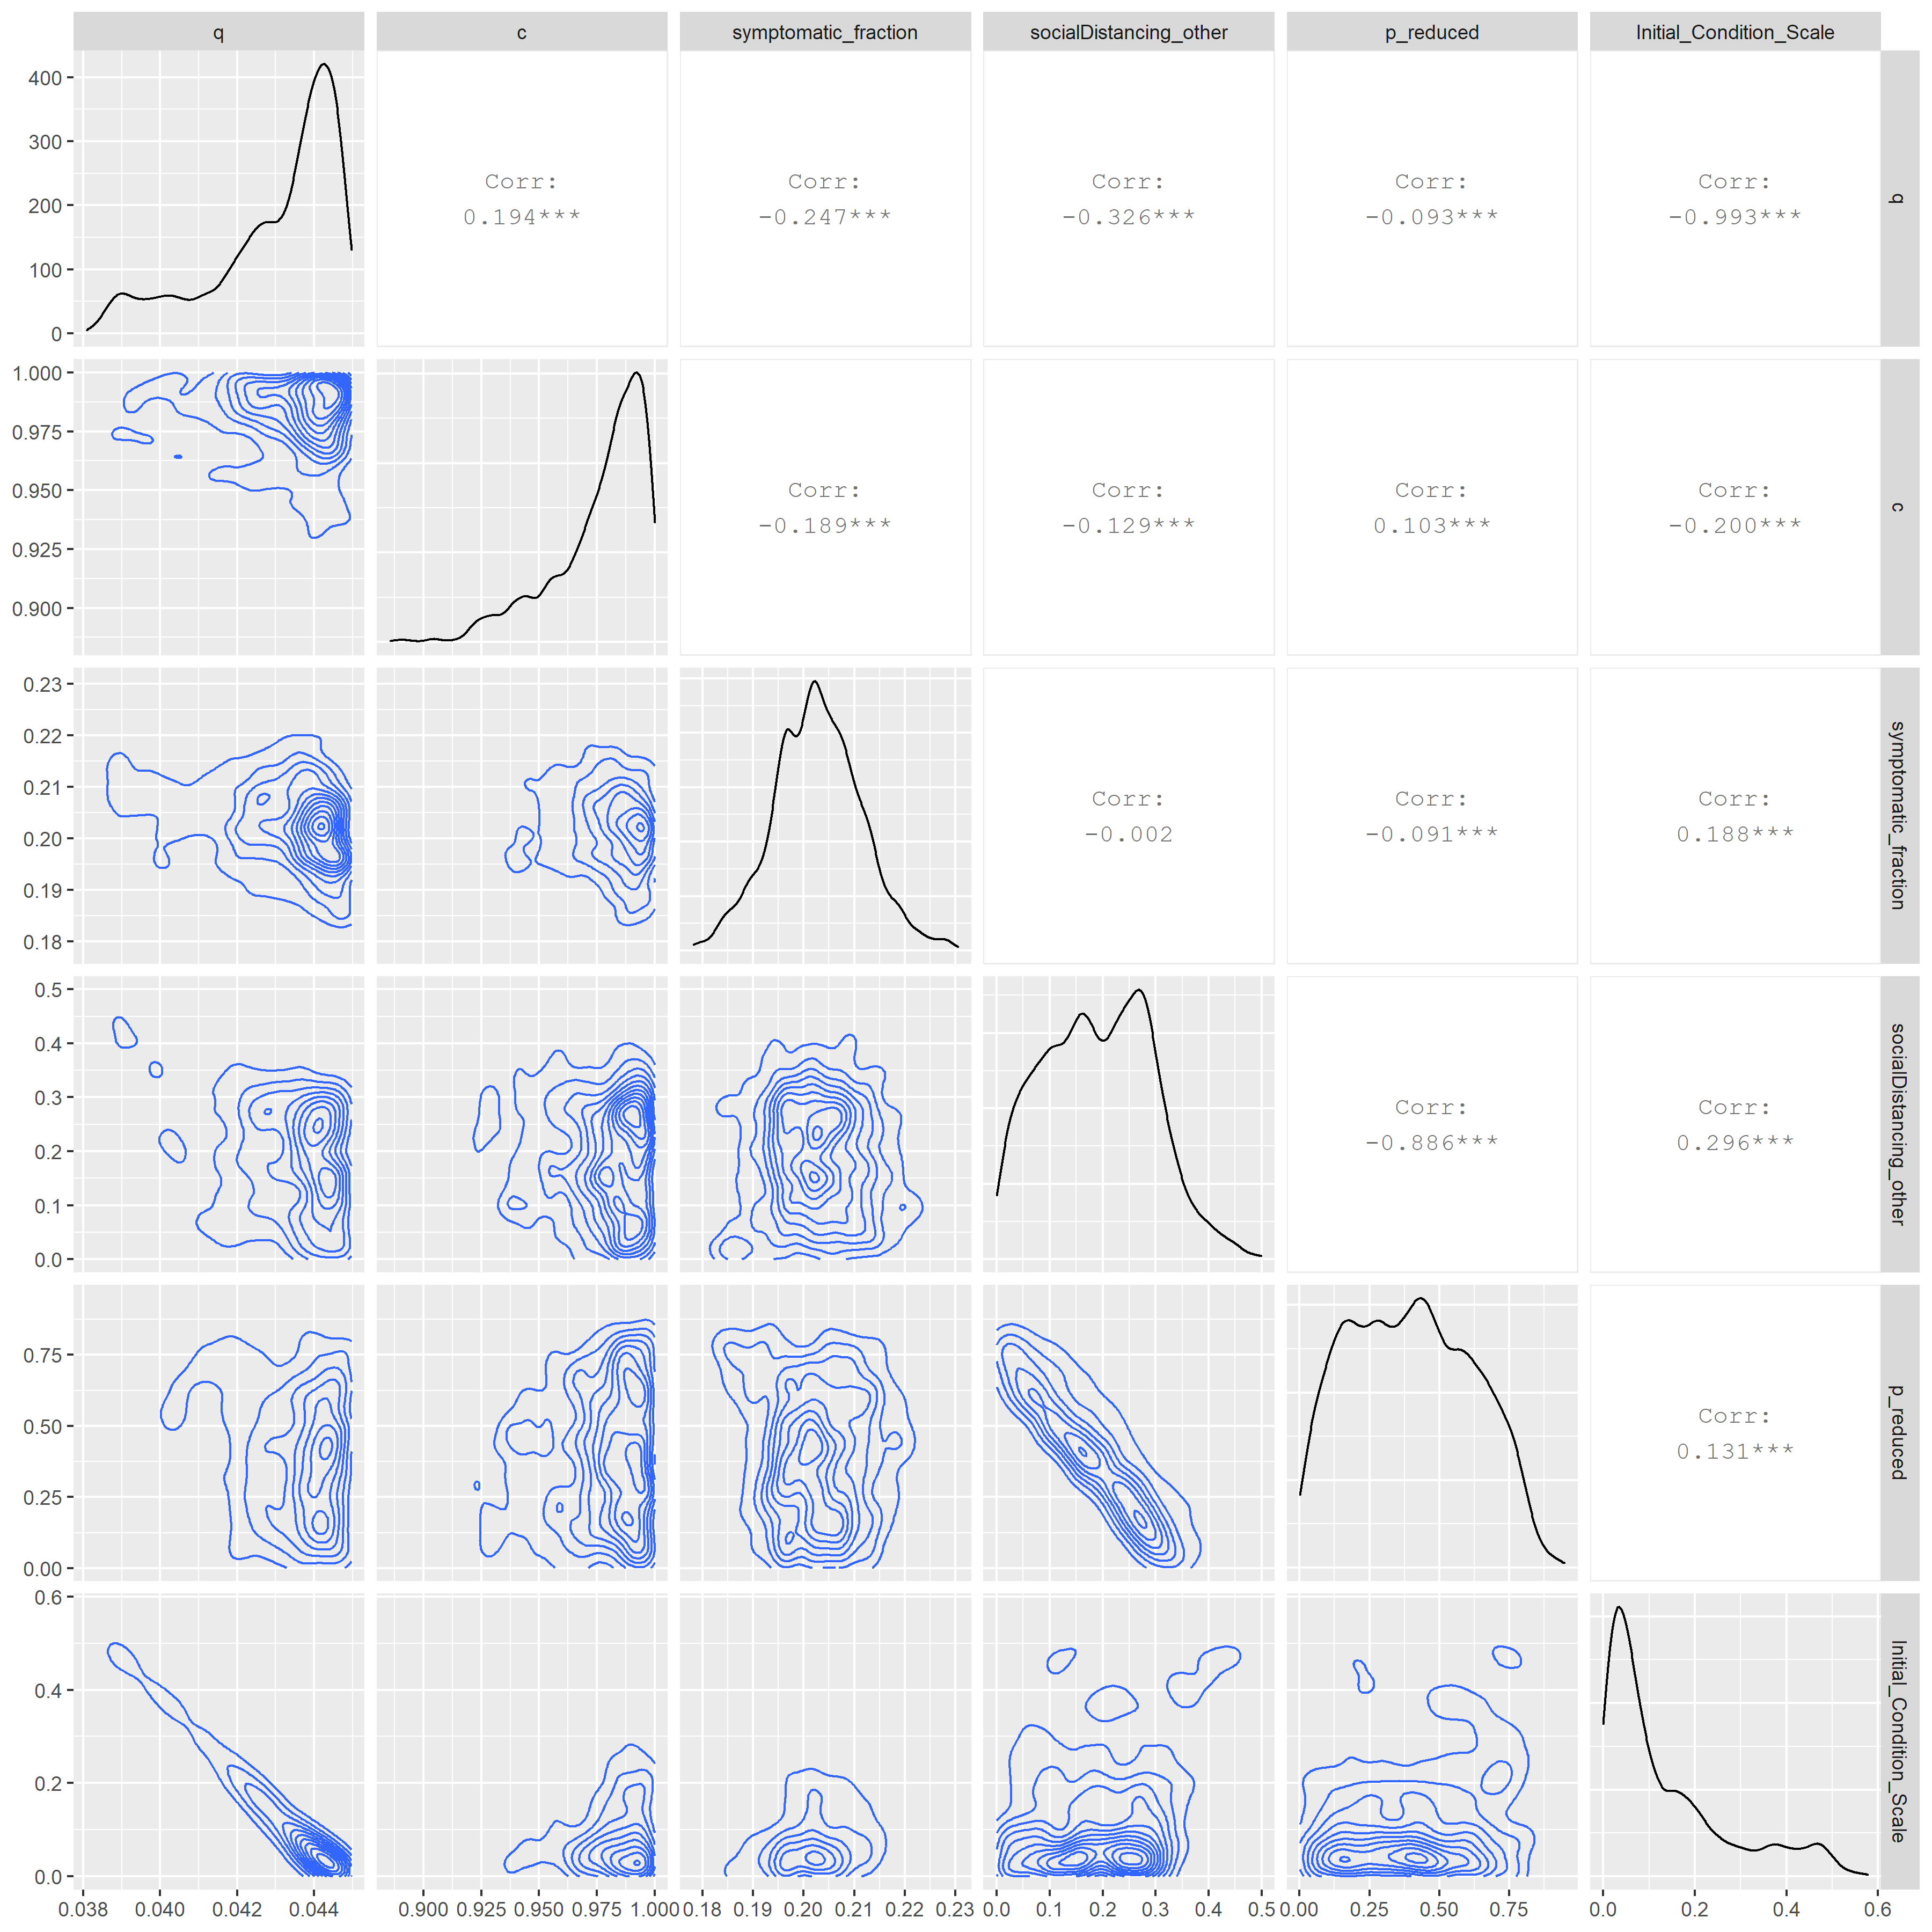 q c symptomatic_fraction socialDistancing_other p_reduced Initial_Condition_Scale
400
300
200
100
0
Corr:
0.194***
Corr:
-0.247***
Corr:
-0.326***
Corr:
-0.093***
Corr:
-0.993***
q
1.000
0.975
0.950
0.925
0.900
Corr:
-0.189***
Corr:
-0.129***
Corr:
0.103***
Corr:
-0.200***
c
0.23
0.22
0.21
0.20
0.19
0.18
Corr:
-0.002
Corr:
-0.091***
Corr:
0.188***
symptomatic_fraction
0.5
0.4
0.3
0.2
0.1
0.0
Corr:
-0.886***
Corr:
0.296***
socialDistancing_other
0.75
0.50
0.25
0.00
Corr:
0.131***
p_reduced
0.6
0.4
0.2
0.0
Initial_Condition_Scale
0.038 0.040 0.042 0.044 0.900 0.925 0.950 0.975 1.000 0.18 0.19 0.20 0.21 0.22 0.23 0.0 0.1 0.2 0.3 0.4 0.5 0.00 0.25 0.50 0.75 0.0 0.2 0.4 0.6